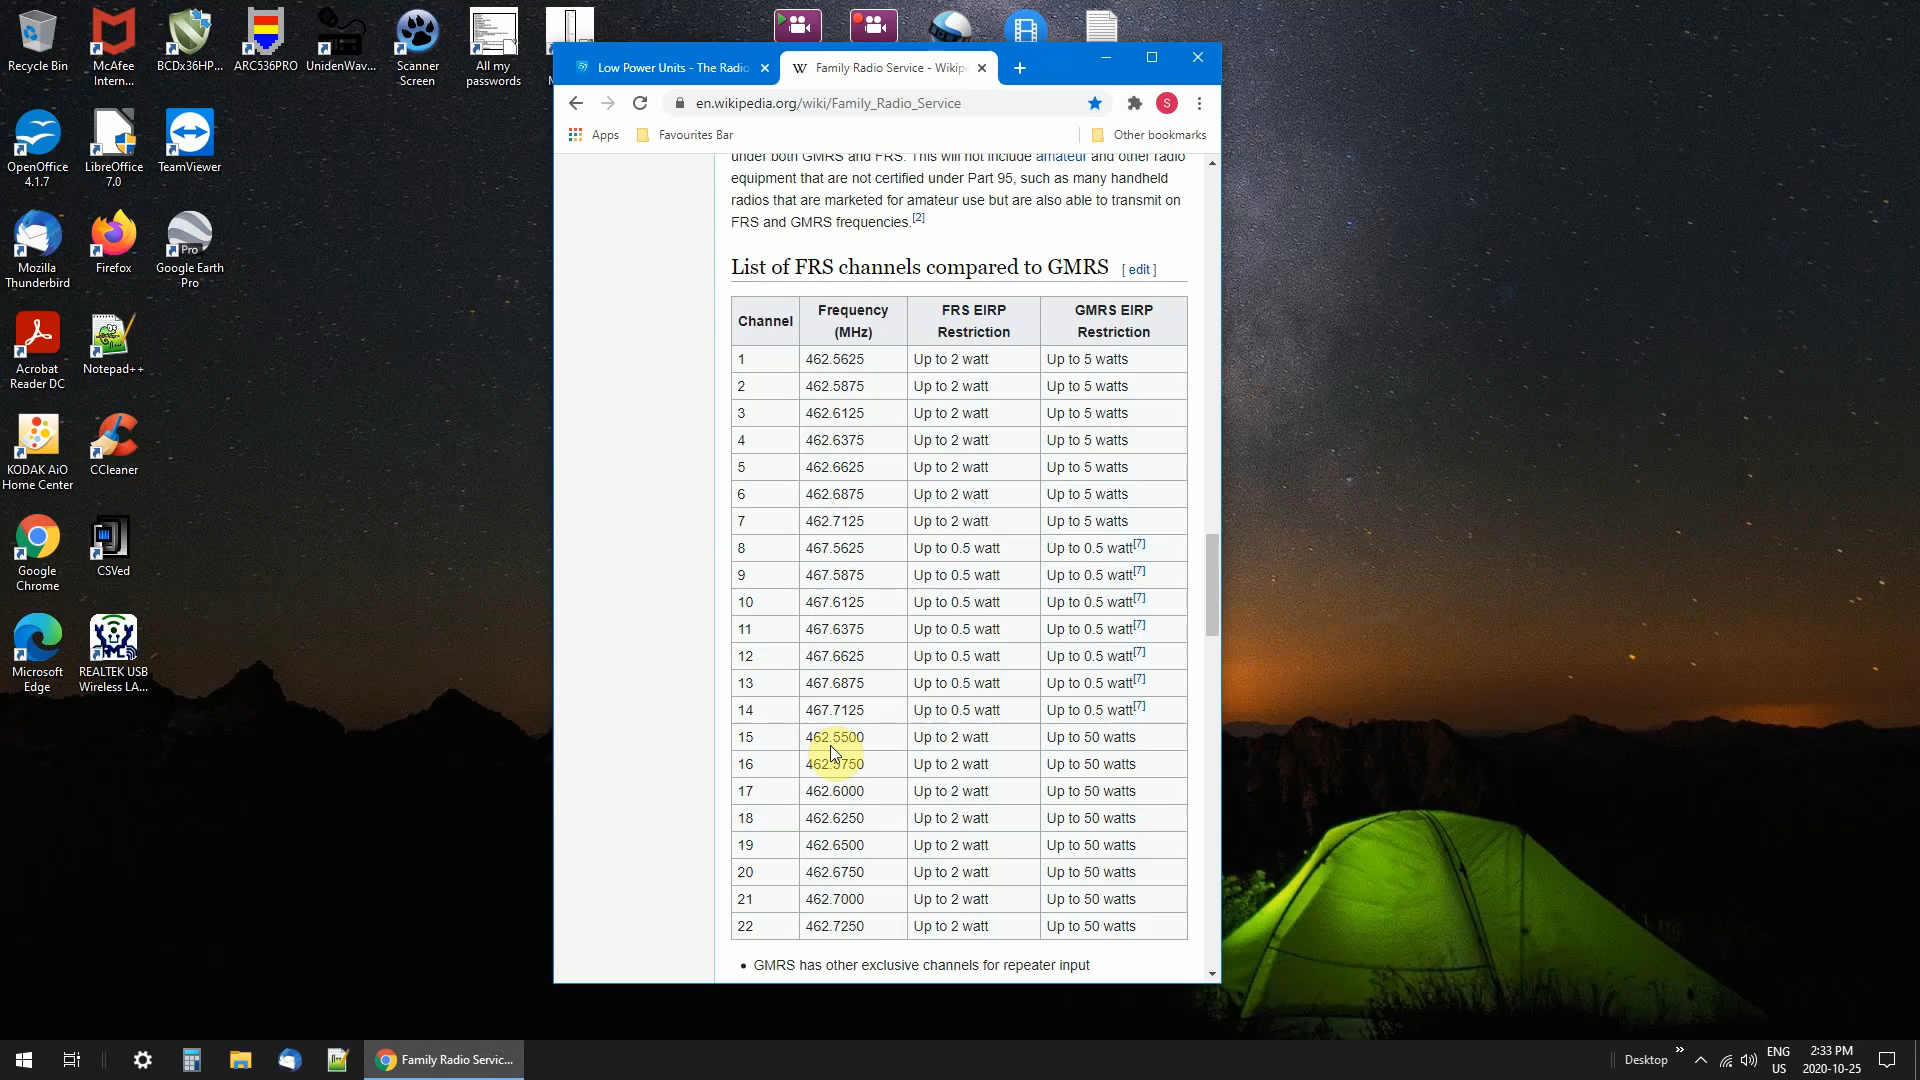 Recycle Bin
McAfee
Intern...
BCDx36HP...
ARC536PRO
UnidenWav...
Scanner
Screen
All my
passwords
OpenOffice
4.1.7
LibreOffice
7.0
TeamViewer
Mozilla
Thunderbird
Firefox
Pro
Google Earth
Pro
Acrobat
Reader DC
Notepad++
KODAK AiO
Home Center
CCleaner
Google
Chrome
CSVed
Microsoft
Edge
REALTEK USB
Wireless LA...
Low Power Units - The Radio
Family Radio Service - Wikip
en.wikipedia.org/wiki/Family_Radio_Service
S
Apps
Favourites Bar
Other bookmarks
under both GMRS and FRS. This will not include amateur and other radio
equipment that are not certified under Part 95, such as many handheld
radios that are marketed for amateur use but are also able to transmit on
FRS and GMRS frequencies.[2]
List of FRS channels compared to GMRS [ edit ]
Channel Frequency (MHz) FRS EIRP Restriction GMRS EIRP Restriction
1 462.5625 Up to 2 watt Up to 5 watts
2 462.5875 Up to 2 watt Up to 5 watts
3 462.6125 Up to 2 watt Up to 5 watts
4 462.6375 Up to 2 watt Up to 5 watts
5 462.6625 Up to 2 watt Up to 5 watts
6 462.6875 Up to 2 watt Up to 5 watts
7 462.7125 Up to 2 watt Up to 5 watts
8 467.5625 Up to 0.5 watt Up to 0.5 watt[7]
9 467.5875 Up to 0.5 watt Up to 0.5 watt[7]
10 467.6125 Up to 0.5 watt Up to 0.5 watt[7]
11 467.6375 Up to 0.5 watt Up to 0.5 watt[7]
12 467.6625 Up to 0.5 watt Up to 0.5 watt[7]
13 467.6875 Up to 0.5 watt Up to 0.5 watt[7]
14 467.7125 Up to 0.5 watt Up to 0.5 watt[7]
15 462.5500 Up to 2 watt Up to 50 watts
16 462.5750 Up to 2 watt Up to 50 watts
17 462.6000 Up to 2 watt Up to 50 watts
18 462.6250 Up to 2 watt Up to 50 watts
19 462.6500 Up to 2 watt Up to 50 watts
20 462.6750 Up to 2 watt Up to 50 watts
21 462.7000 Up to 2 watt Up to 50 watts
22 462.7250 Up to 2 watt Up to 50 watts
• GMRS has other exclusive channels for repeater input
Family Radio Servic...
Desktop
ENG
US
2:33 PM
2020-10-25